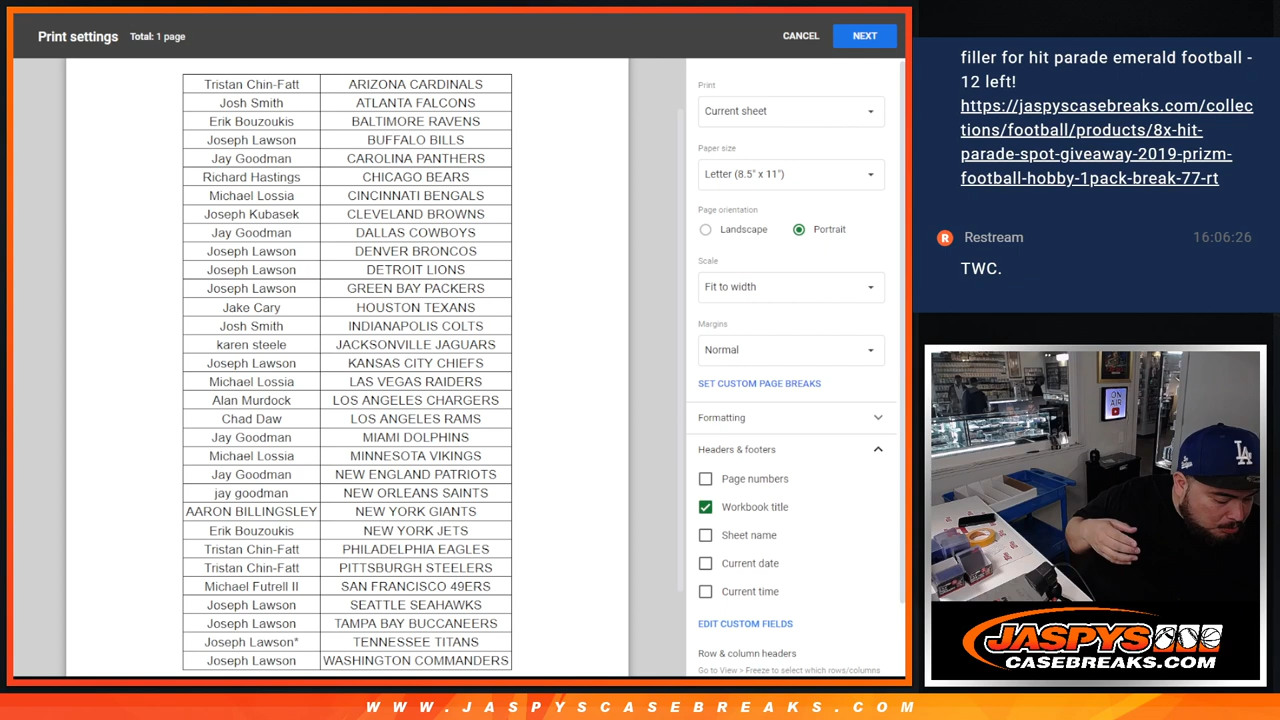 Print settings Total: 1 page
CANCEL NEXT
Tristan Chin-Fatt ARIZONA CARDINALS
Josh Smith ATLANTA FALCONS
Erik Bouzoukis BALTIMORE RAVENS
Joseph Lawson BUFFALO BILLS
Jay Goodman CAROLINA PANTHERS
Richard Hastings CHICAGO BEARS
Michael Lossia CINCINNATI BENGALS
Joseph Kubasek CLEVELAND BROWNS
Jay Goodman DALLAS COWBOYS
Joseph Lawson DENVER BRONCOS
Joseph Lawson DETROIT LIONS
Joseph Lawson GREEN BAY PACKERS
Jake Cary HOUSTON TEXANS
Josh Smith INDIANAPOLIS COLTS
karen steele JACKSONVILLE JAGUARS
Joseph Lawson KANSAS CITY CHIEFS
Michael Lossia LAS VEGAS RAIDERS
Alan Murdock LOS ANGELES CHARGERS
Chad Daw LOS ANGELES RAMS
Jay Goodman MIAMI DOLPHINS
Michael Lossia MINNESOTA VIKINGS
Jay Goodman NEW ENGLAND PATRIOTS
jay goodman NEW ORLEANS SAINTS
AARON BILLINGSLEY NEW YORK GIANTS
Erik Bouzoukis NEW YORK JETS
Tristan Chin-Fatt PHILADELPHIA EAGLES
Tristan Chin-Fatt PITTSBURGH STEELERS
Michael Futrell II SAN FRANCISCO 49ERS
Joseph Lawson SEATTLE SEAHAWKS
Joseph Lawson TAMPA BAY BUCCANEERS
Joseph Lawson* TENNESSEE TITANS
Joseph Lawson WASHINGTON COMMANDERS
Print
Current sheet
Paper size
Letter (8.5" x 11")
Page orientation
Landscape Portrait
Scale
Fit to width
Margins
Normal
SET CUSTOM PAGE BREAKS
Formatting
Headers & footers
Page numbers
Workbook title
Sheet name
Current date
Current time
EDIT CUSTOM FIELDS
Row & column headers
Go to View > Freeze to select which rows/columns
filler for hit parade emerald football -
12 left!
https://jaspyscasebreaks.com/collec
tions/football/products/8x-hit-
parade-spot-giveaway-2019-prizm-
football-hobby-1pack-break-77-rt
R Restream 16:06:26
TWC.
ON
AIR
LA
JASPYS
CASEBREAKS.COM
WWW.JASPYSCASEBREAKS.COM